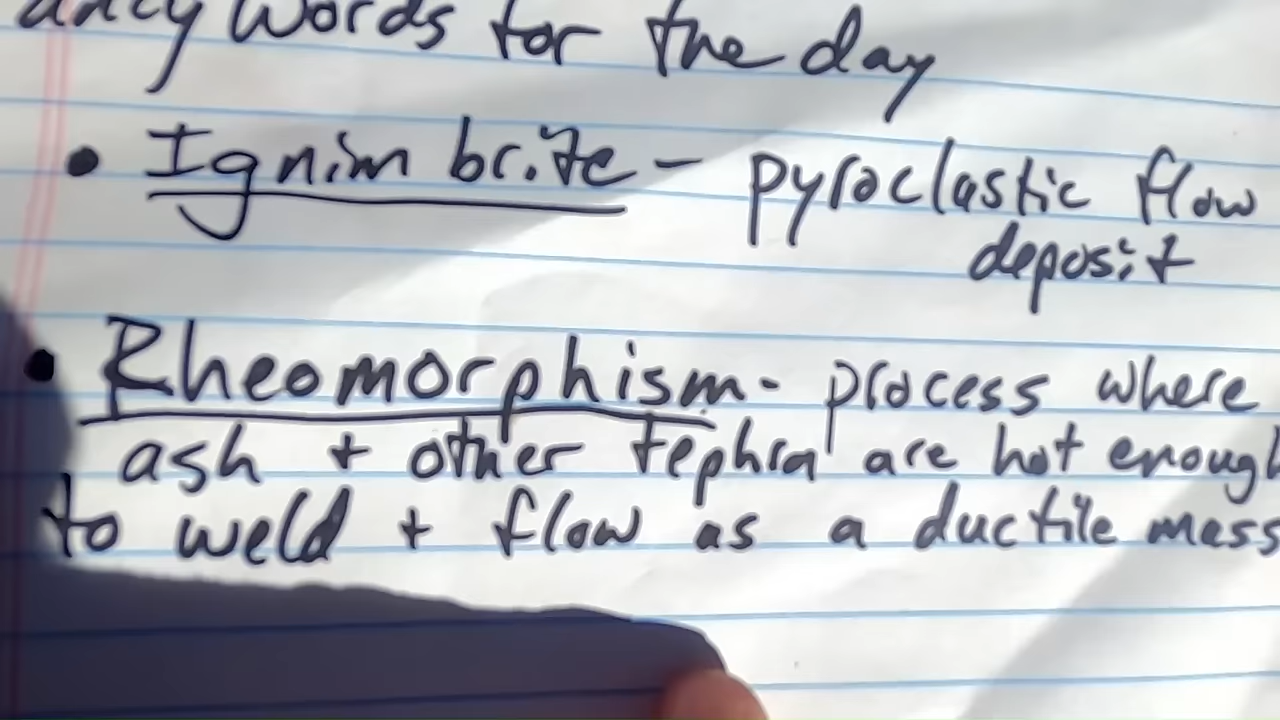 ancy words for the day
• Ignimbrite - pyroclastic flow
deposit
• Rheomorphism - process where
ash + other tephra are hot enough
to weld + flow as a ductile mass